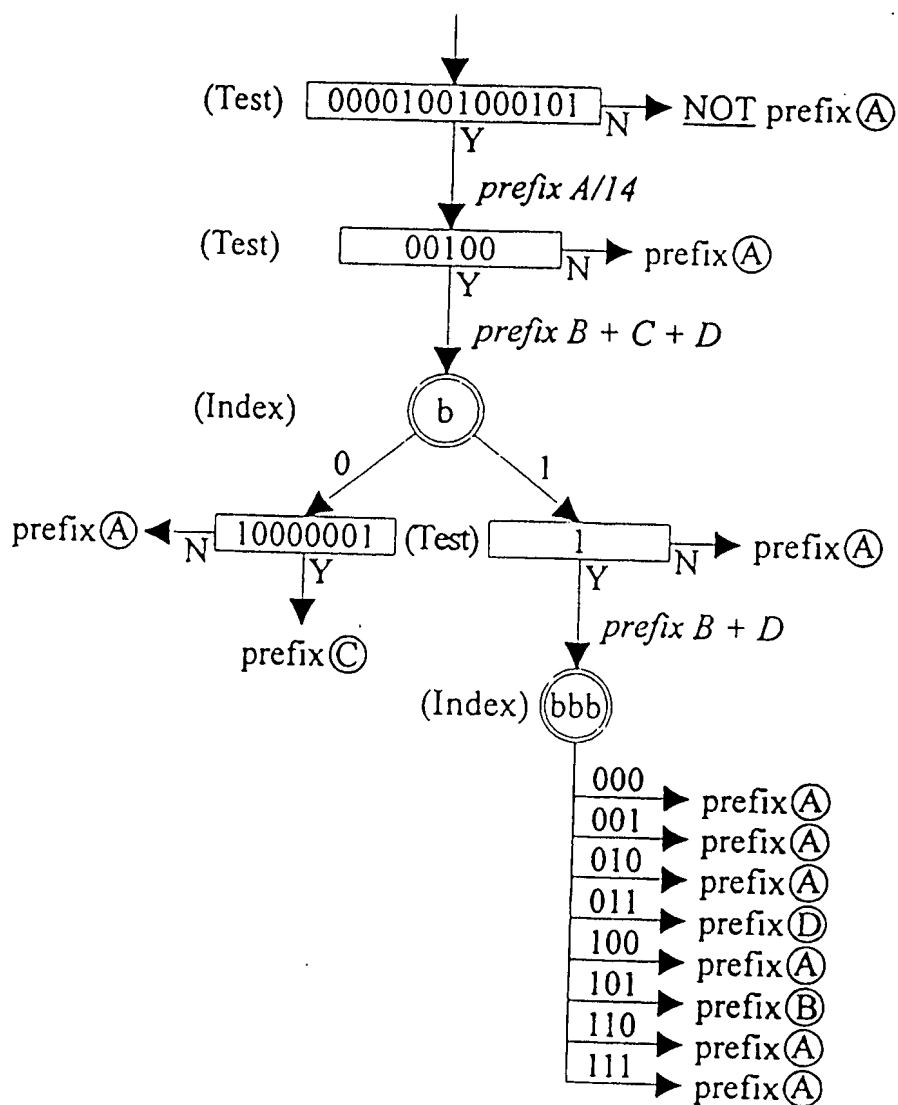 (Test) 00001001000101 N NOT prefix Ⓐ
Y
prefix A/14
(Test) 00100 N prefix Ⓐ
Y
prefix B + C + D
(Index) b
0 1
prefix Ⓐ N 10000001 (Test) 1 N prefix Ⓐ
Y Y
prefix Ⓒ
prefix B + D
(Index) bbb
000 prefix Ⓐ
001 prefix Ⓐ
010 prefix Ⓐ
011 prefix Ⓓ
100 prefix Ⓐ
101 prefix Ⓑ
110 prefix Ⓐ
111 prefix Ⓐ